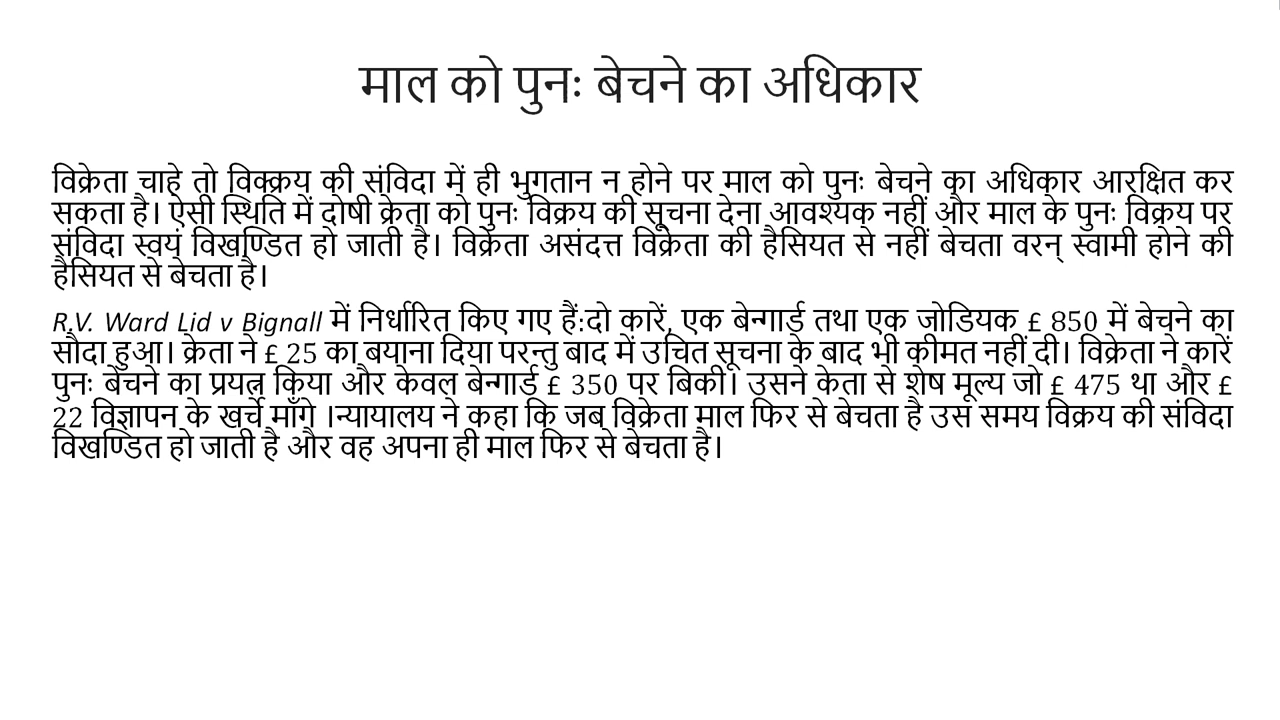 माल को पुनः बेचने का अधिकार
विक्रेता चाहे तो विक्क्रय की संविदा में ही भुगतान न होने पर माल को पुनः बेचने का अधिकार आरक्षित कर
सकता है। ऐसी स्थिति में दोषी क्रेता को पुनः विक्रय की सूचना देना आवश्यक नहीं और माल के पुनः विक्रय पर
संविदा स्वयं विखण्डित हो जाती है। विक्रेता असंदत्त विक्रेता की हैसियत से नहीं बेचता वरन् स्वामी होने की
हैसियत से बेचता है।
R.V. Ward Lid v Bignall में निर्धारित किए गए हैं:दो कारें, एक बेन्गार्ड तथा एक जोडियक £ 850 में बेचने का
सौदा हुआ। क्रेता ने £ 25 का बयाना दिया परन्तु बाद में उचित सूचना के बाद भी कीमत नहीं दी। विक्रेता ने कारें
पुनः बेचने का प्रयत्न किया और केवल बेन्गार्ड £ 350 पर बिकी। उसने केता से शेष मूल्य जो £ 475 था और £
22 विज्ञापन के खर्चे माँगे ।न्यायालय ने कहा कि जब विक्रेता माल फिर से बेचता है उस समय विक्रय की संविदा
विखण्डित हो जाती है और वह अपना ही माल फिर से बेचता है।